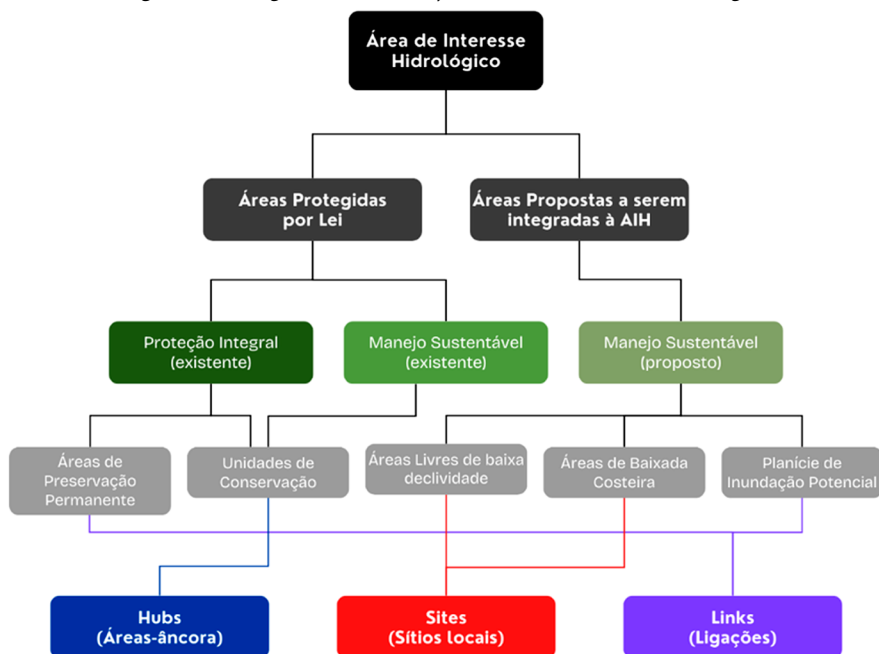 Área de Interesse
Hidrológico
Áreas Protegidas
por Lei
Áreas Propostas a serem
integradas à AIH
Proteção Integral
(existente)
Manejo Sustentável
(existente)
Manejo Sustentável
(proposto)
Áreas de
Preservação
Permanente
Unidades de
Conservação
Áreas Livres de baixa
declividade
Áreas de Baixada
Costeira
Planície de
Inundação Potencial
Hubs
(Áreas-âncora)
Sites
(Sítios locais)
Links
(Ligações)